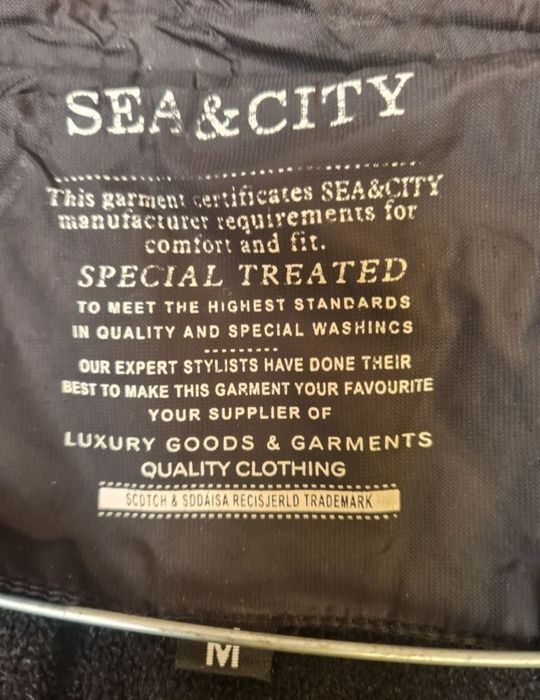 SEA&CITY
This garment certificates SEA&CITY
manufacturer requirements for
comfort and fit.
SPECIAL TREATED
TO MEET THE HIGHEST STANDARDS
IN QUALITY AND SPECIAL WASHINGS
OUR EXPERT STYLISTS HAVE DONE THEIR
BEST TO MAKE THIS GARMENT YOUR FAVOURITE
YOUR SUPPLIER OF
LUXURY GOODS & GARMENTS
QUALITY CLOTHING
SCOTCH & SDDAISA RECISJERLD TRADEMARK
M